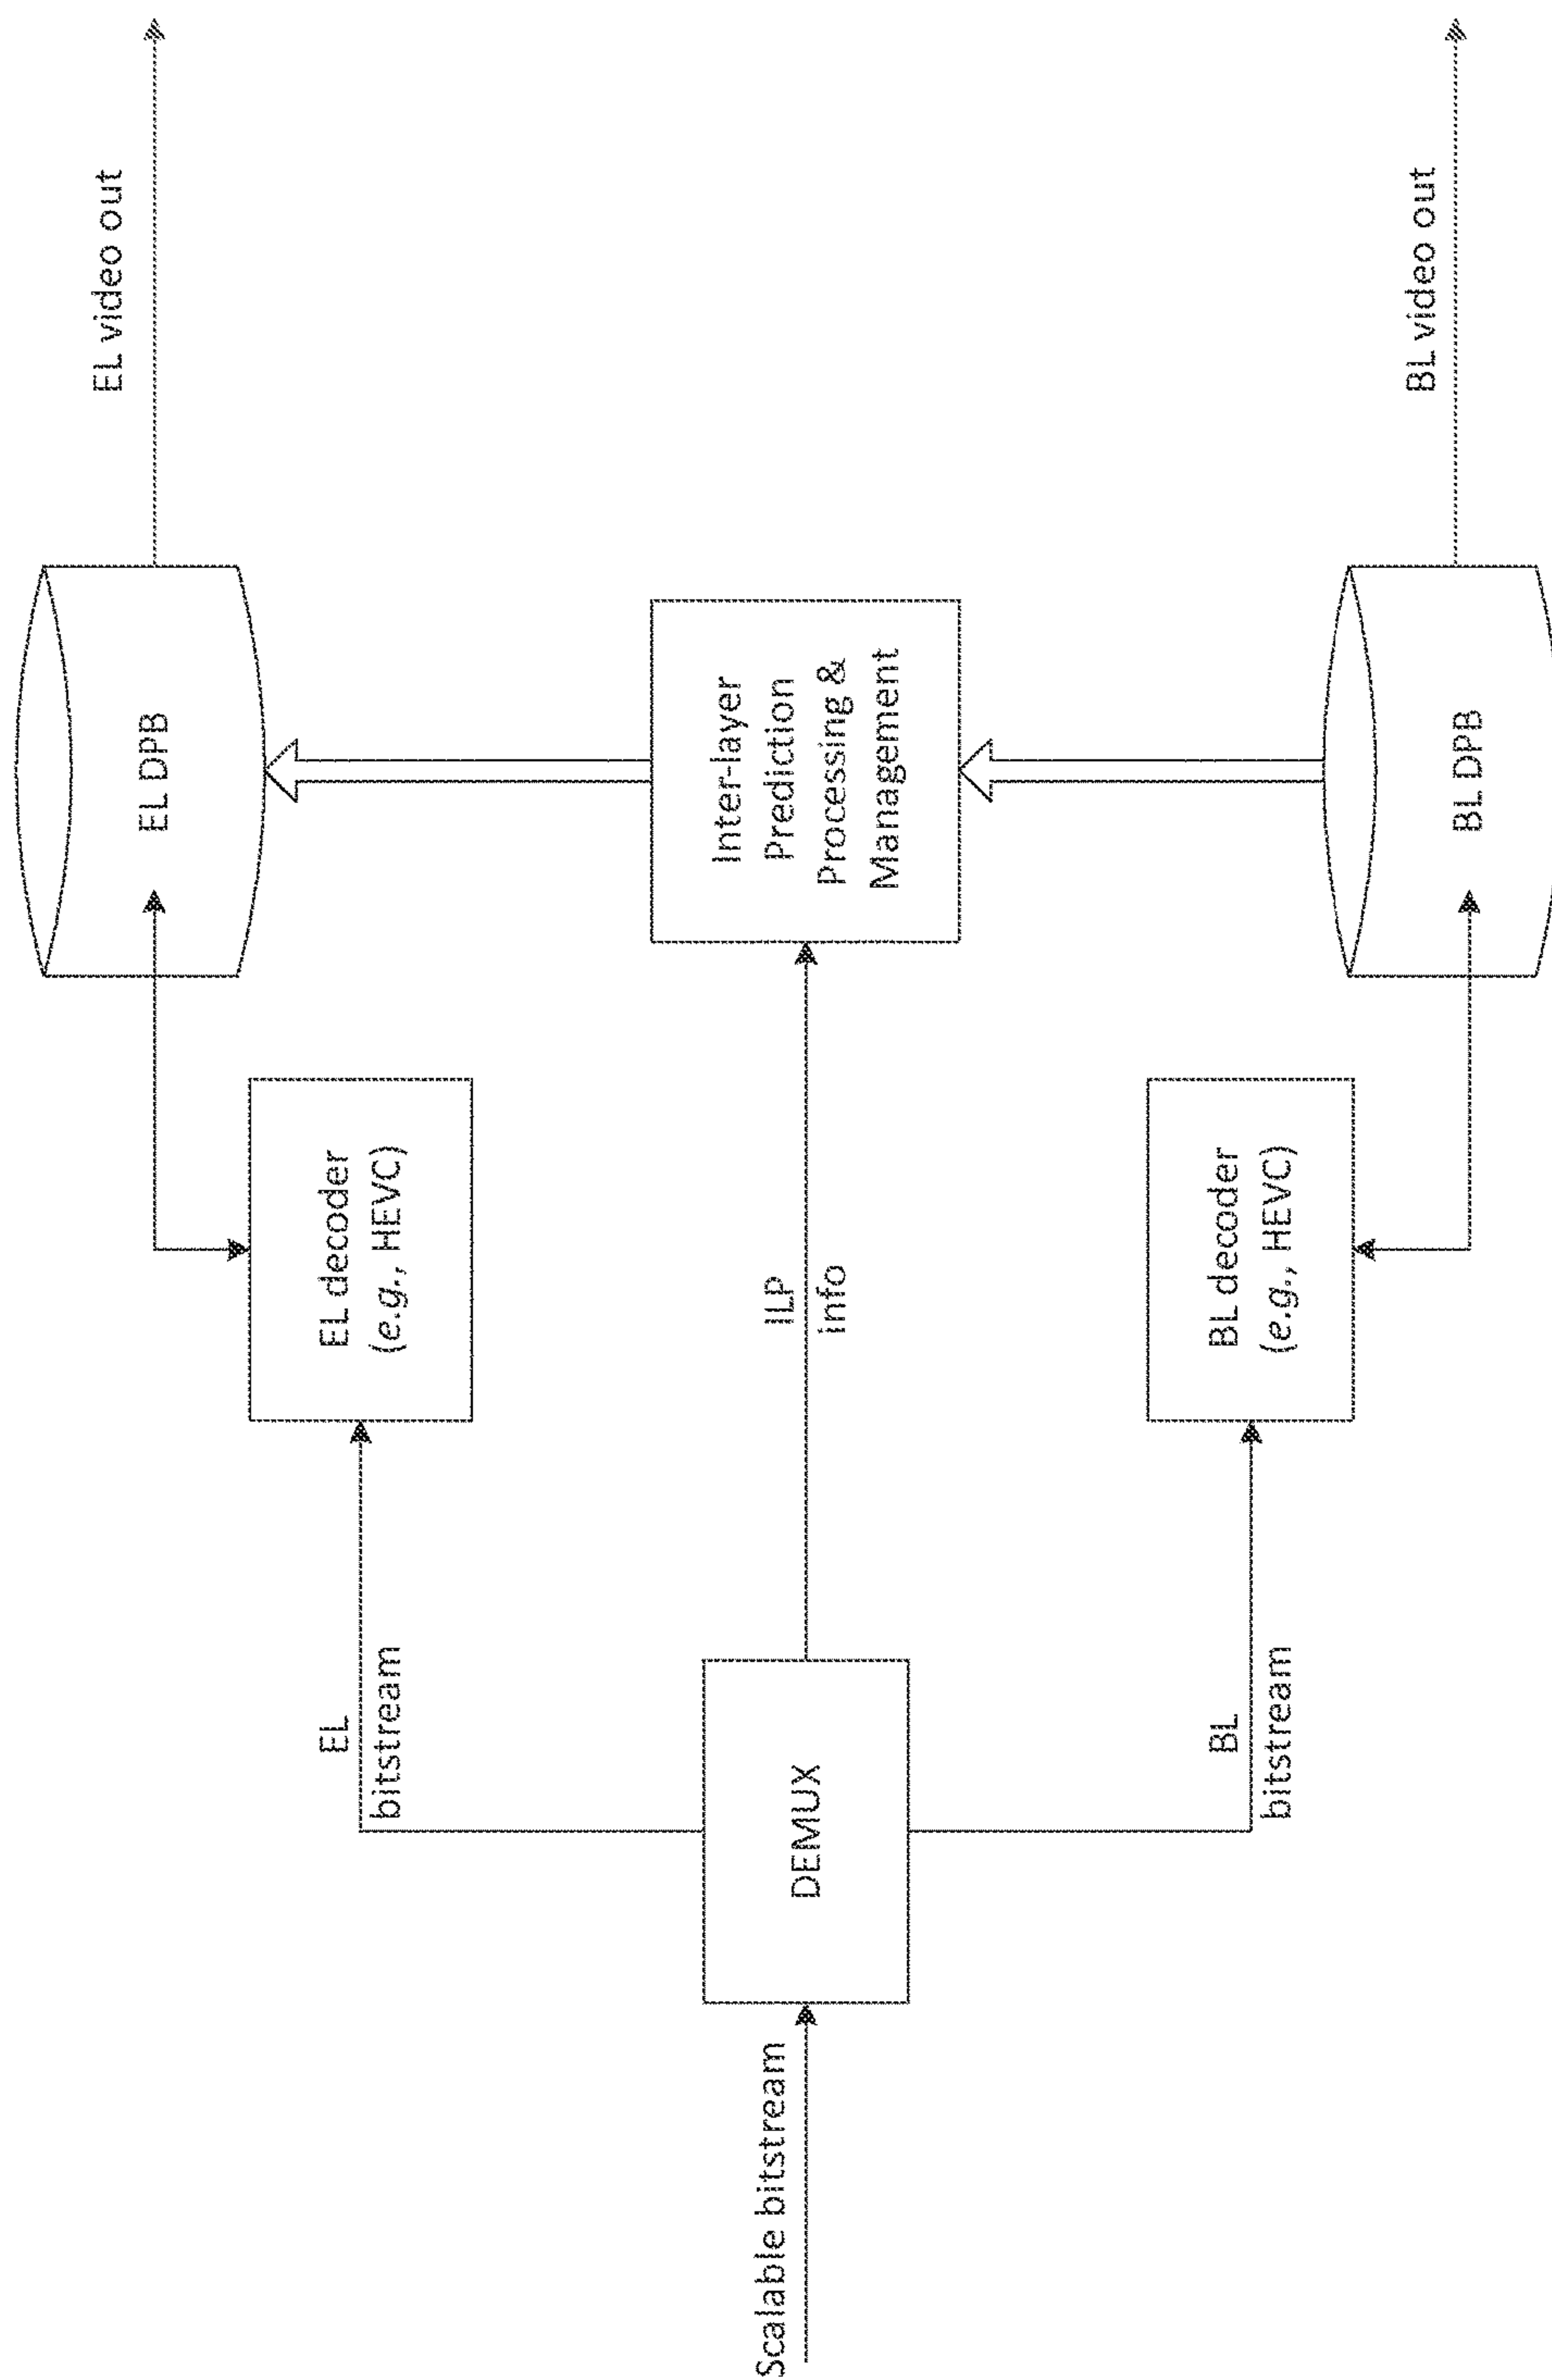 Scalable bitstream
DEMUX
EL
bitstream
EL decoder
(e.g., HEVC)
EL DPB
EL video out
ILP
info
Inter-layer
Prediction
Processing &
Management
BL
bitstream
BL decoder
(e.g., HEVC)
BL DPB
BL video out